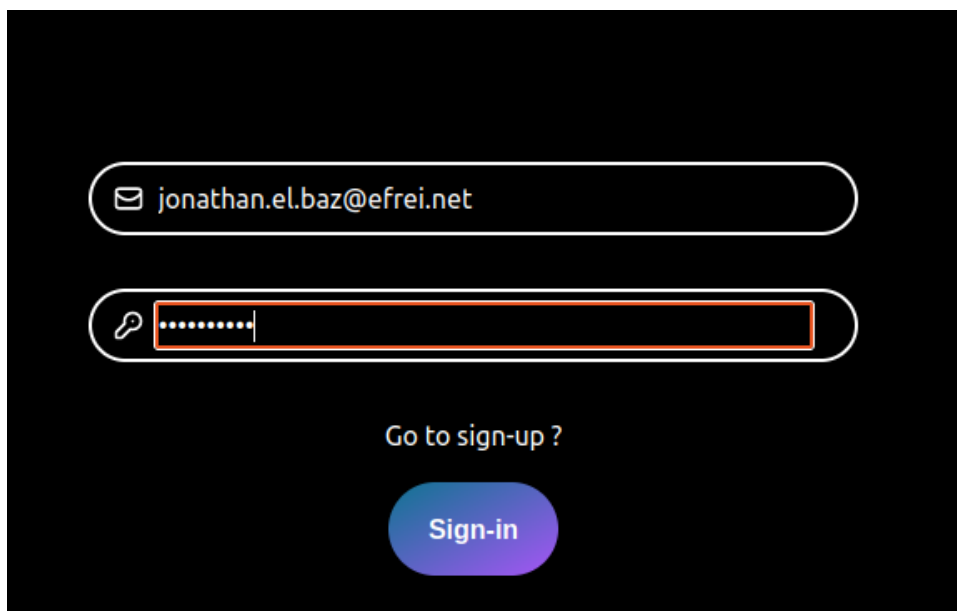 jonathan.el.baz@efrei.net
••••••••••
Go to sign-up ?
Sign-in